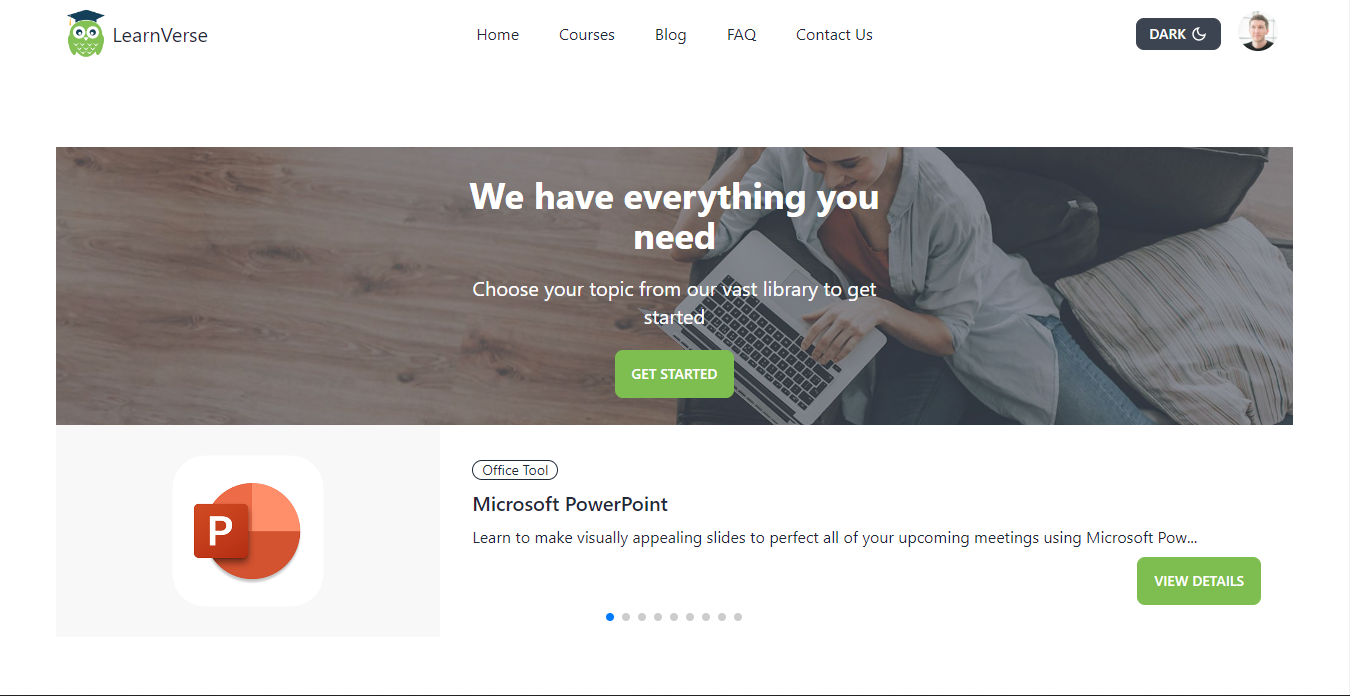 LearnVerse
Home
Courses
Blog
FAQ
Contact Us
DARK
We have everything you
need
Choose your topic from our vast library to get
started
GET STARTED
P
Office Tool
Microsoft PowerPoint
Learn to make visually appealing slides to perfect all of your upcoming meetings using Microsoft Pow...
VIEW DETAILS